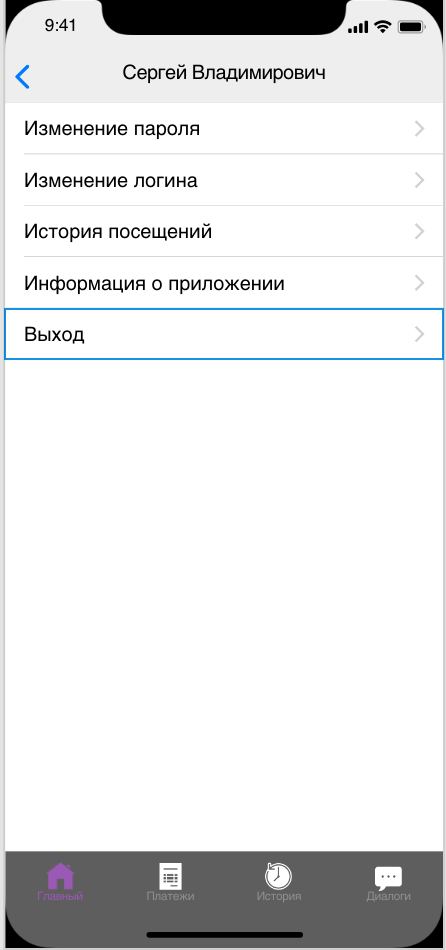 9:41
Сергей Владимирович
Изменение пароля
Изменение логина
История посещений
Информация о приложении
Выход
Главный Платежи История Диалоги